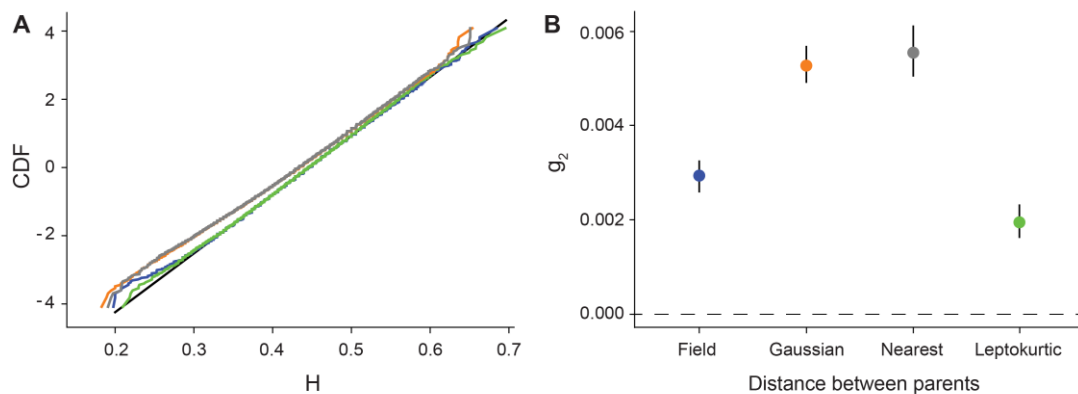 A
CDF
4
2
0
-2
-4
0.2 0.3 0.4 0.5 0.6 0.7
H
B
g2
0.006
0.004
0.002
0.000
Field Gaussian Nearest Leptokurtic
Distance between parents